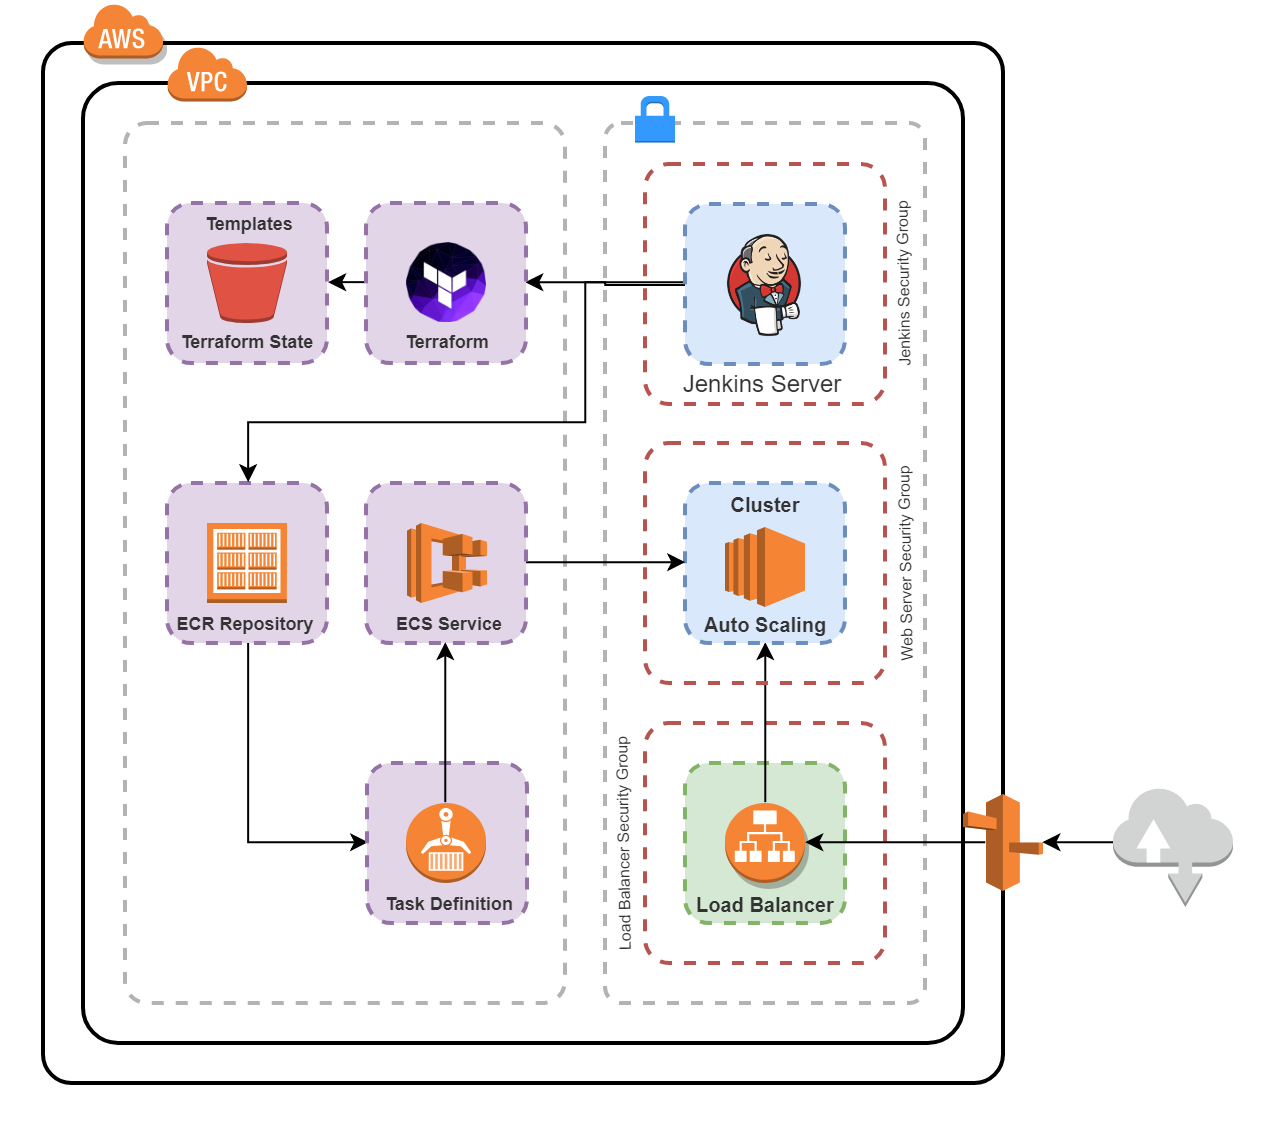 AWS
VPC
Templates
Terraform State
Terraform
Jenkins Server
Jenkins Security Group
ECR Repository
ECS Service
Cluster
Auto Scaling
Web Server Security Group
Task Definition
Load Balancer Security Group
Load Balancer